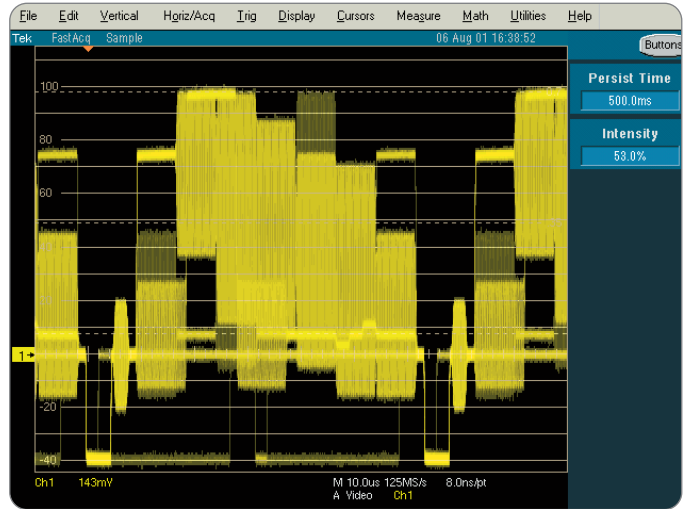 File Edit Vertical Horiz/Acq Trig Display Cursors Measure Math Utilities Help
Tek FastAcq Sample 06 Aug 01 16:38:52
Buttons
Persist Time
500.0ms
Intensity
53.0%
100
80
60
1
-20
-40
Ch1 143mV M 10.0us 125MS/s 8.0ns/pt
A Video Ch1